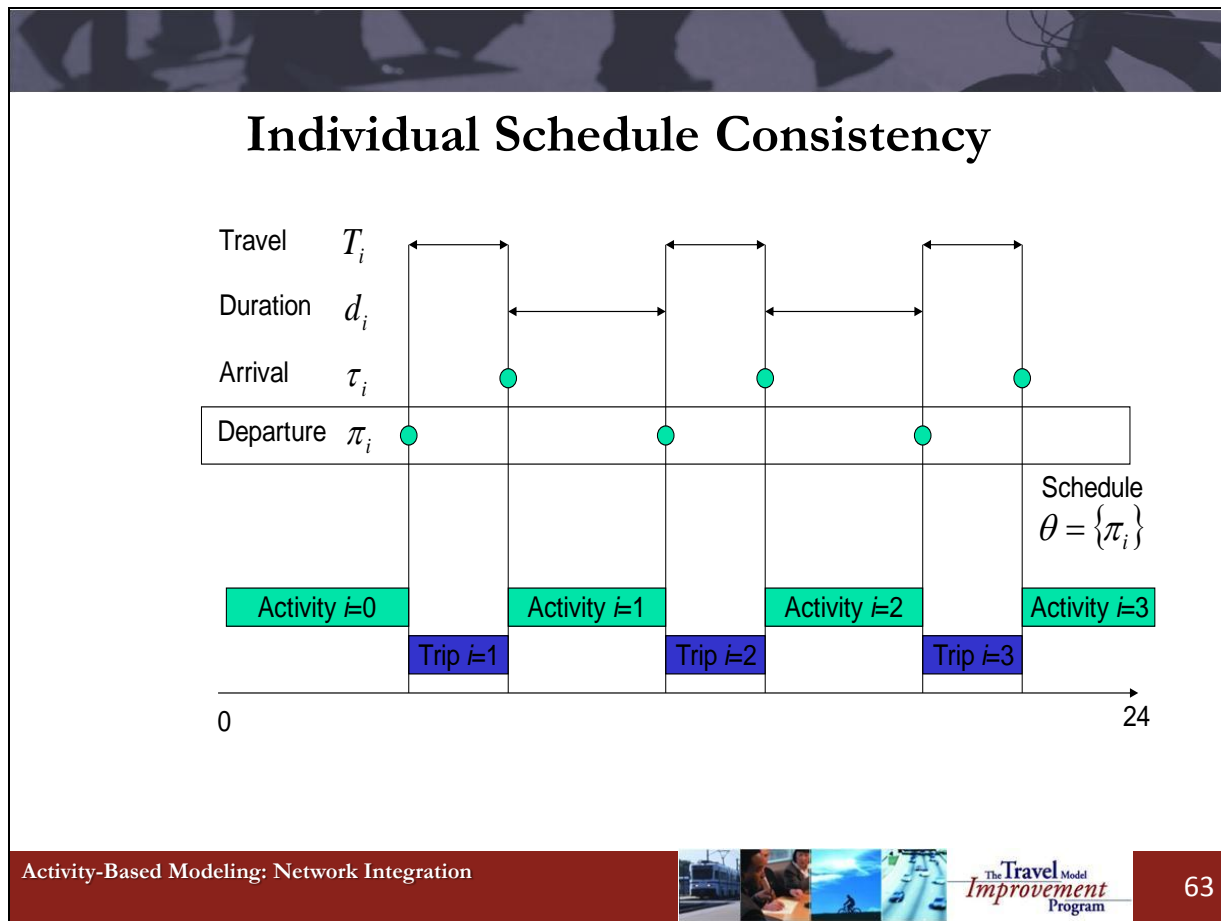 Individual Schedule Consistency
Travel T_i
Duration d_i
Arrival τ_i
Departure π_i
Schedule
θ = {π_i}
Activity i=0 Activity i=1 Activity i=2 Activity i=3
Trip i=1 Trip i=2 Trip i=3
0 24
Activity-Based Modeling: Network Integration
The Travel Model
Improvement
Program
63